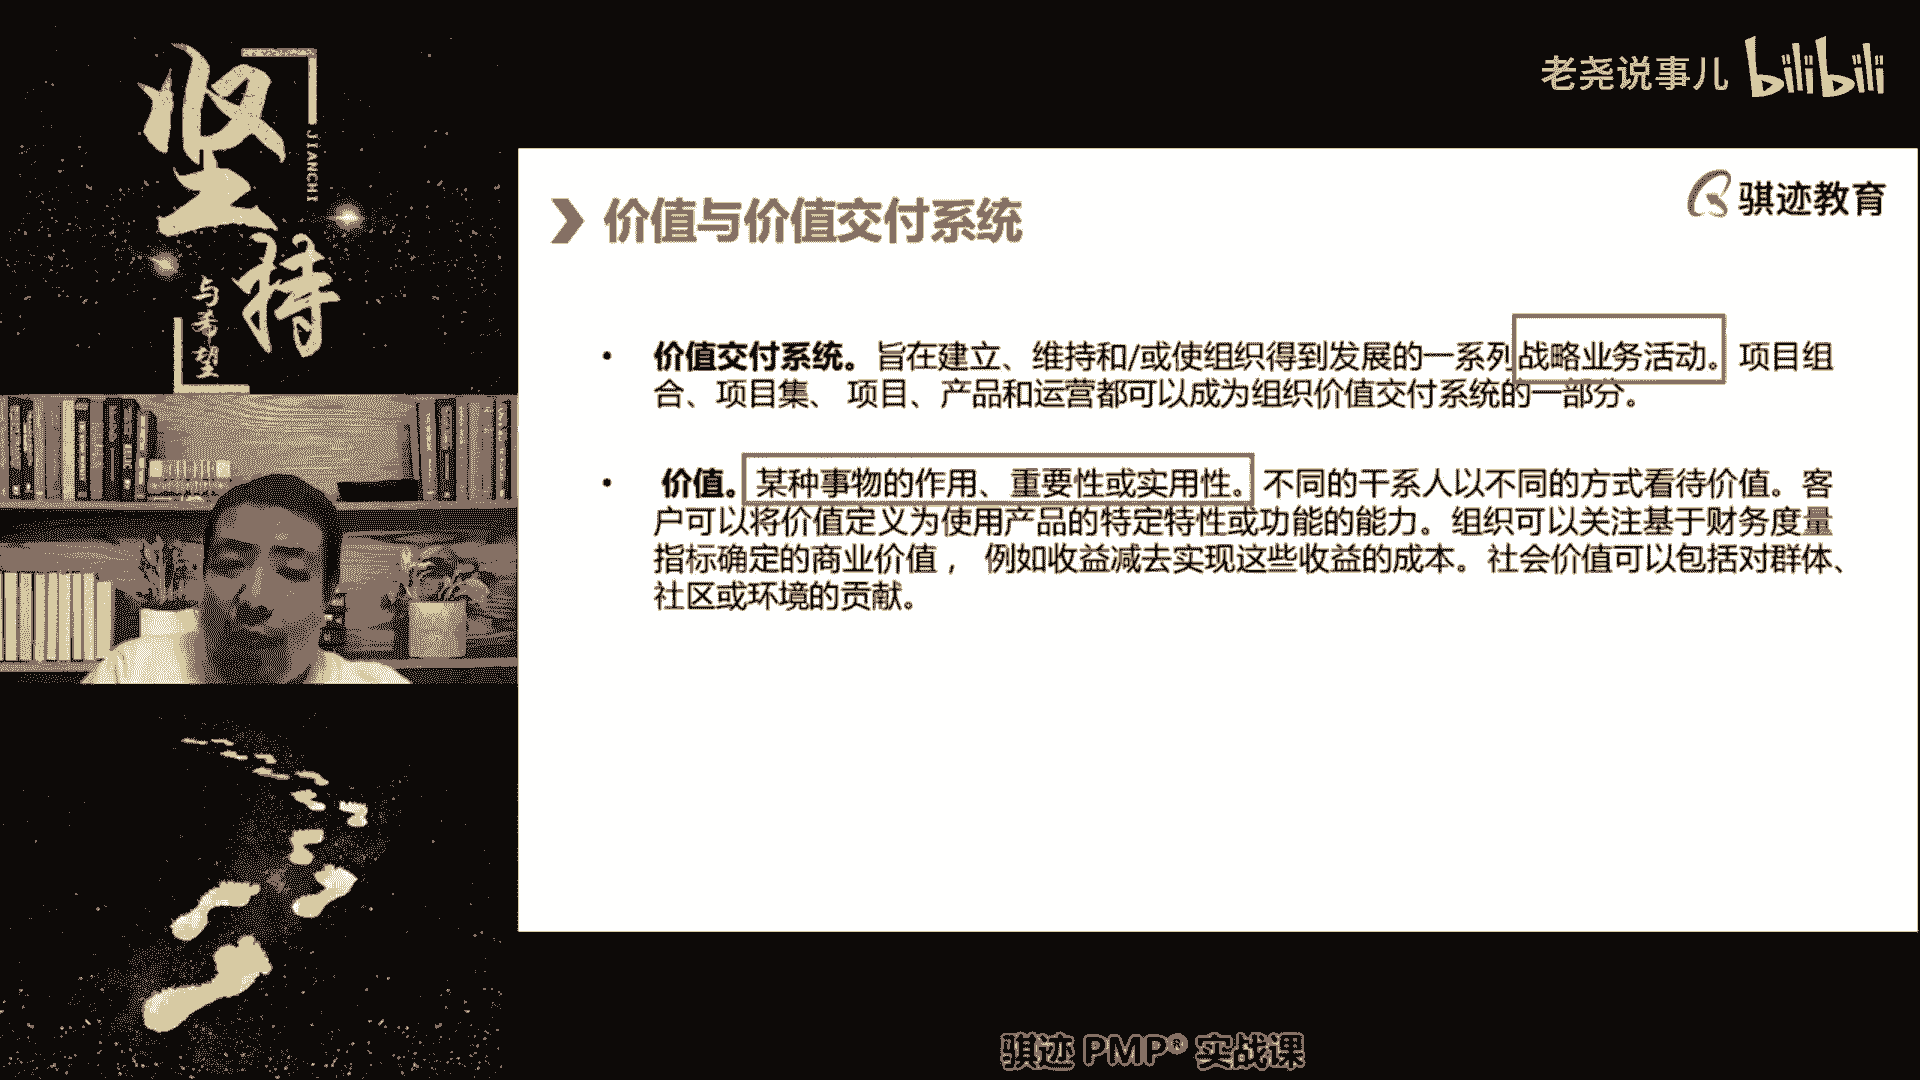 坚持
JIANCHI
与希望
老尧说事儿 bilibili
骐迹教育
价值与价值交付系统
• 价值交付系统。旨在建立、维持和/或使组织得到发展的一系列战略业务活动。项目组
合、项目集、 项目、产品和运营都可以成为组织价值交付系统的一部分。
• 价值。某种事物的作用、重要性或实用性。不同的干系人以不同的方式看待价值。客
户可以将价值定义为使用产品的特定特性或功能的能力。组织可以关注基于财务度量
指标确定的商业价值， 例如收益减去实现这些收益的成本。社会价值可以包括对群体、
社区或环境的贡献。
骐迹 PMP® 实战课